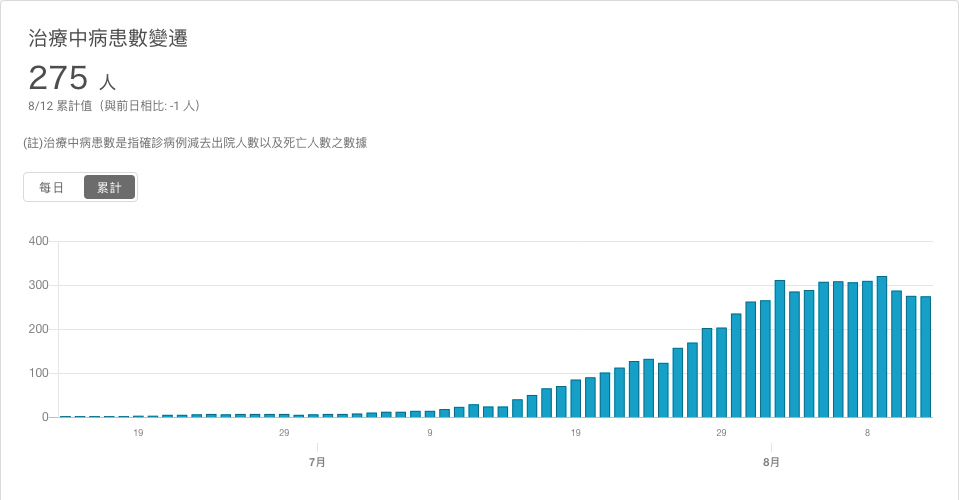 治療中病患數變遷
275 人
8/12 累計值（與前日相比: -1 人）
(註)治療中病患數是指確診病例減去出院人數以及死亡人數之數據
每日 累計
400
300
200
100
0
19 29 9 19 29 8
7月 8月